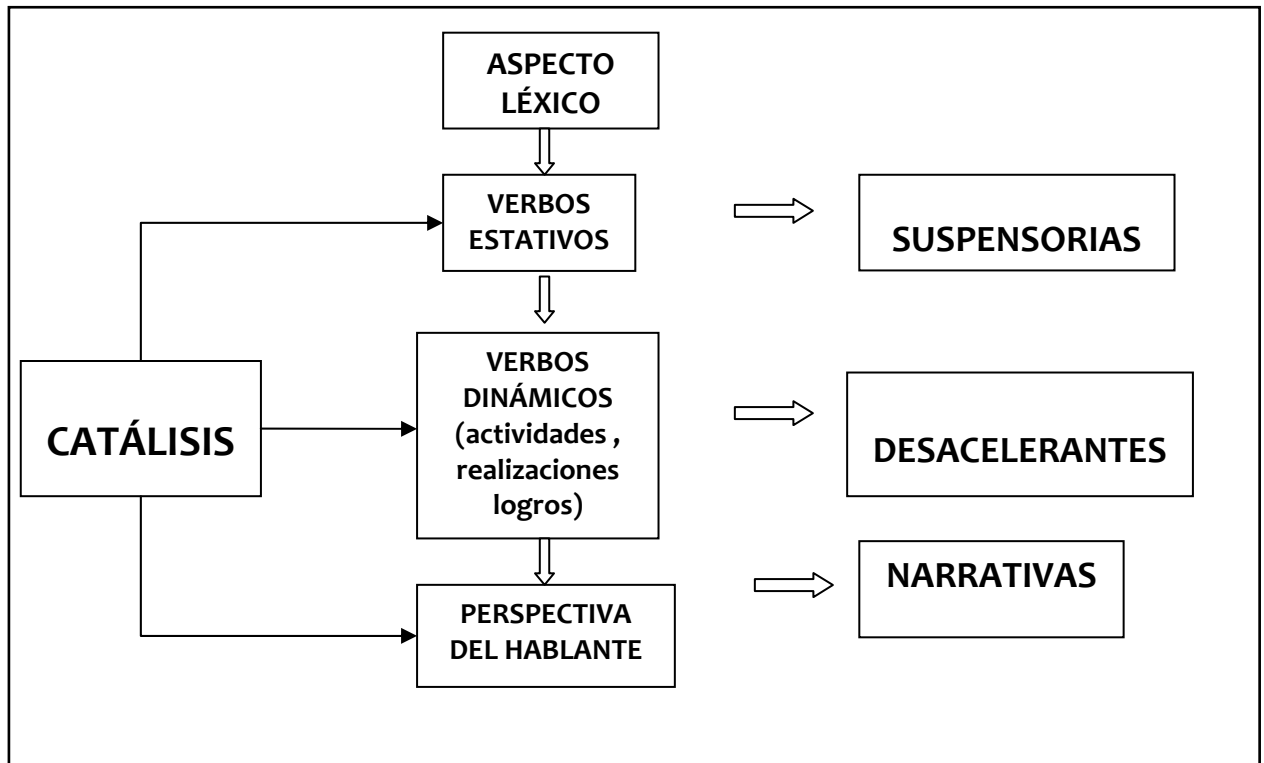 ASPECTO
LÉXICO
VERBOS
ESTATIVOS
SUSPENSORIAS
CATÁLISIS
VERBOS
DINÁMICOS
(actividades ,
realizaciones
logros)
DESACELERANTES
PERSPECTIVA
DEL HABLANTE
NARRATIVAS